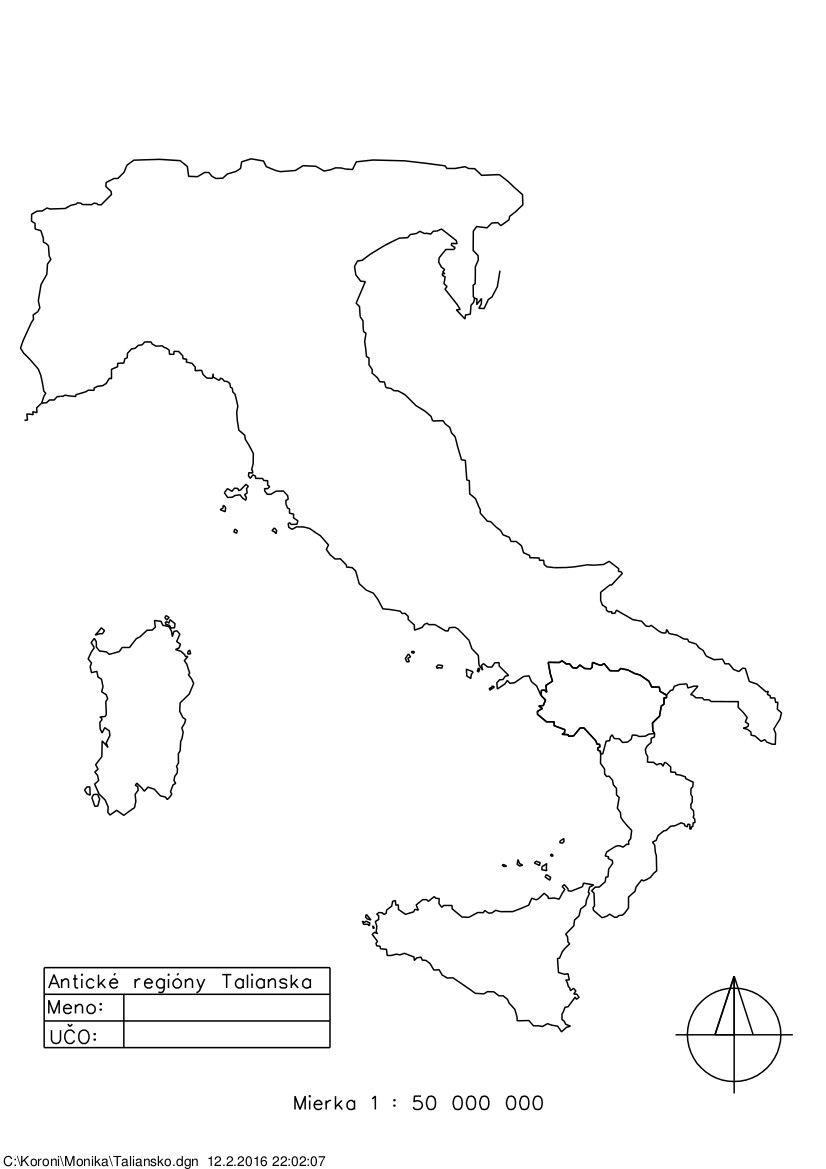 Antické regióny Talianska
Meno:
UČO:
Mierka 1 : 50 000 000
C:\Koroni\Monika\Taliansko.dgn 12.2.2016 22:02:07